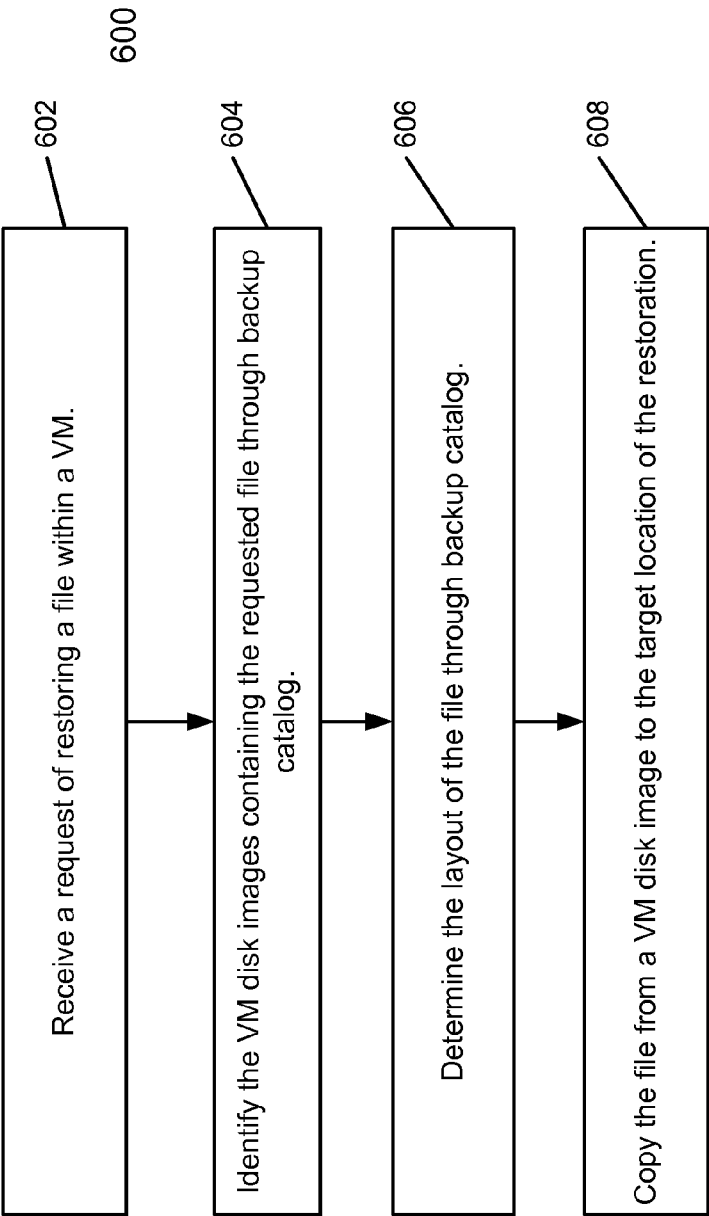 600
602
Receive a request of restoring a file within a VM.
604
Identify the VM disk images containing the requested file through backup
catalog.
606
Determine the layout of the file through backup catalog.
608
Copy the file from a VM disk image to the target location of the restoration.